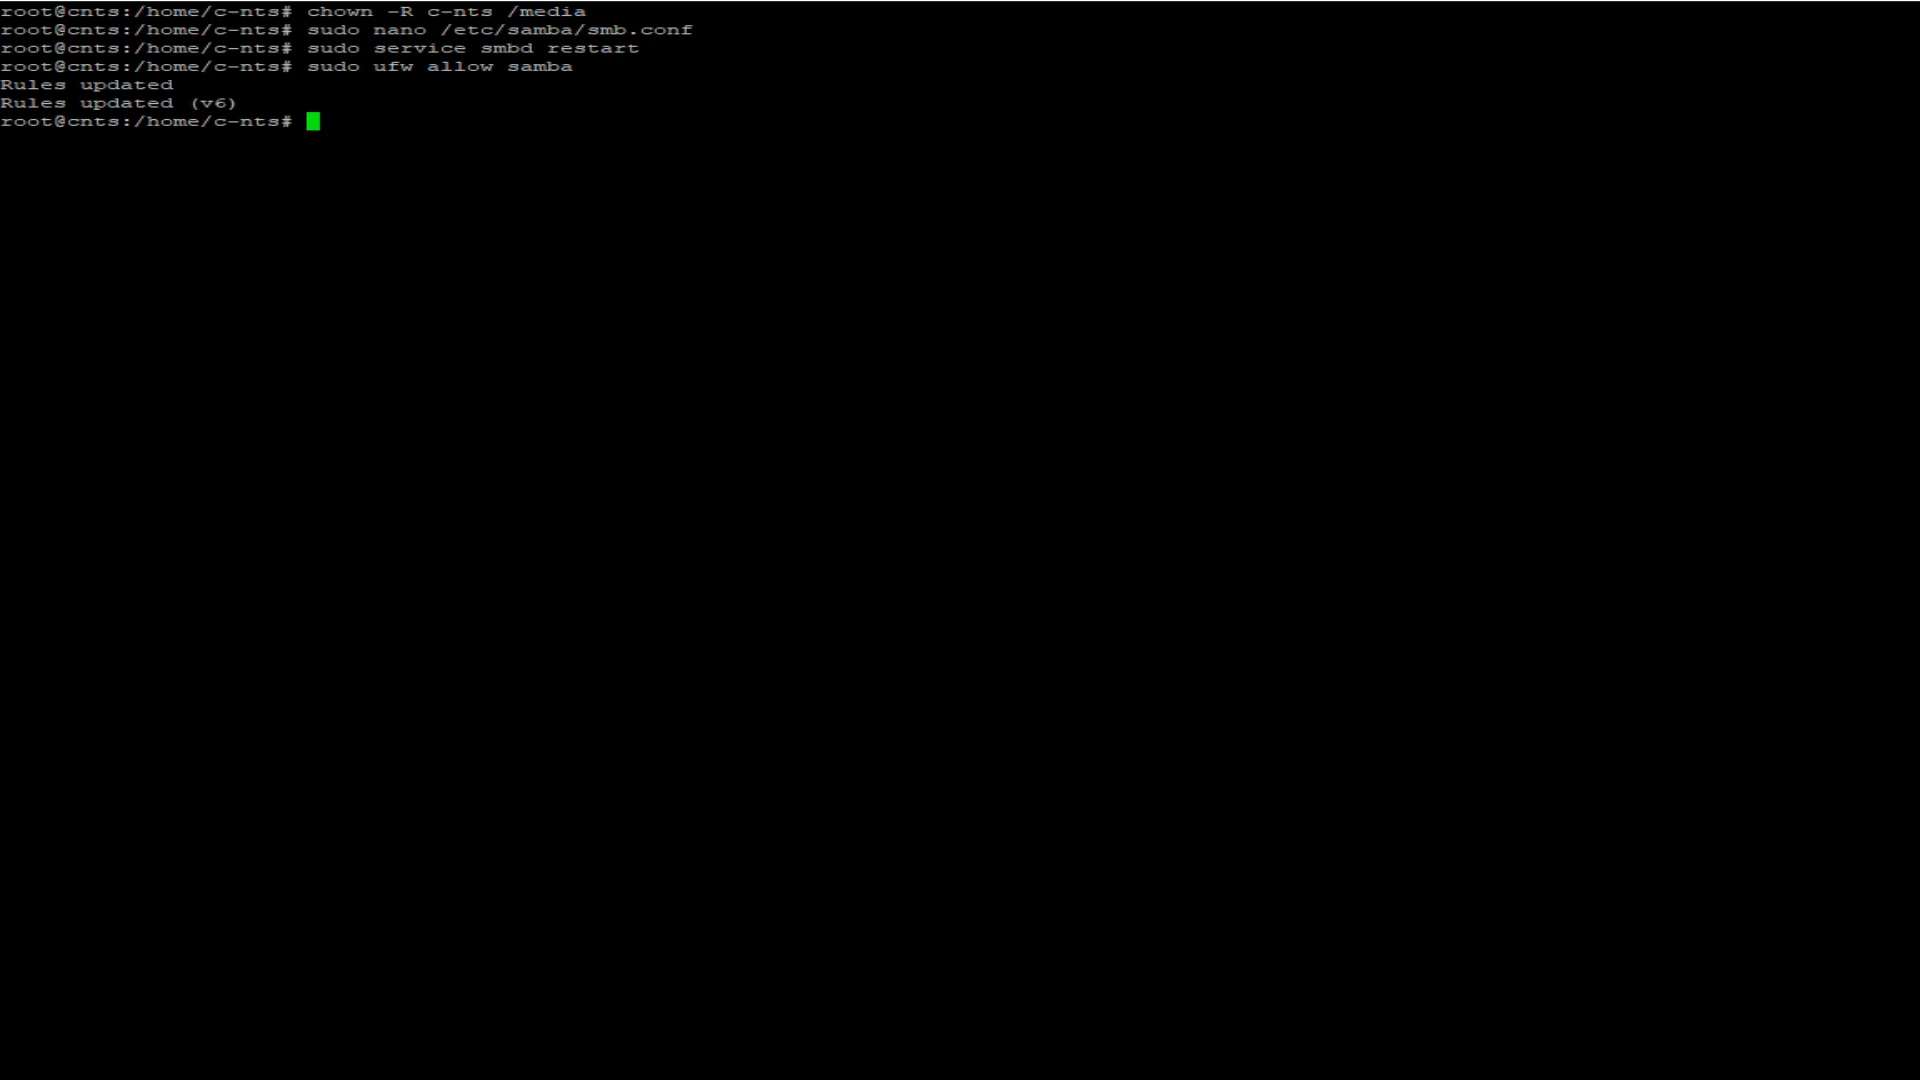 root@cnts:/home/c-nts# chown -R c-nts /media
root@cnts:/home/c-nts# sudo nano /etc/samba/smb.conf
root@cnts:/home/c-nts# sudo service smbd restart
root@cnts:/home/c-nts# sudo ufw allow samba
Rules updated
Rules updated (v6)
root@cnts:/home/c-nts#